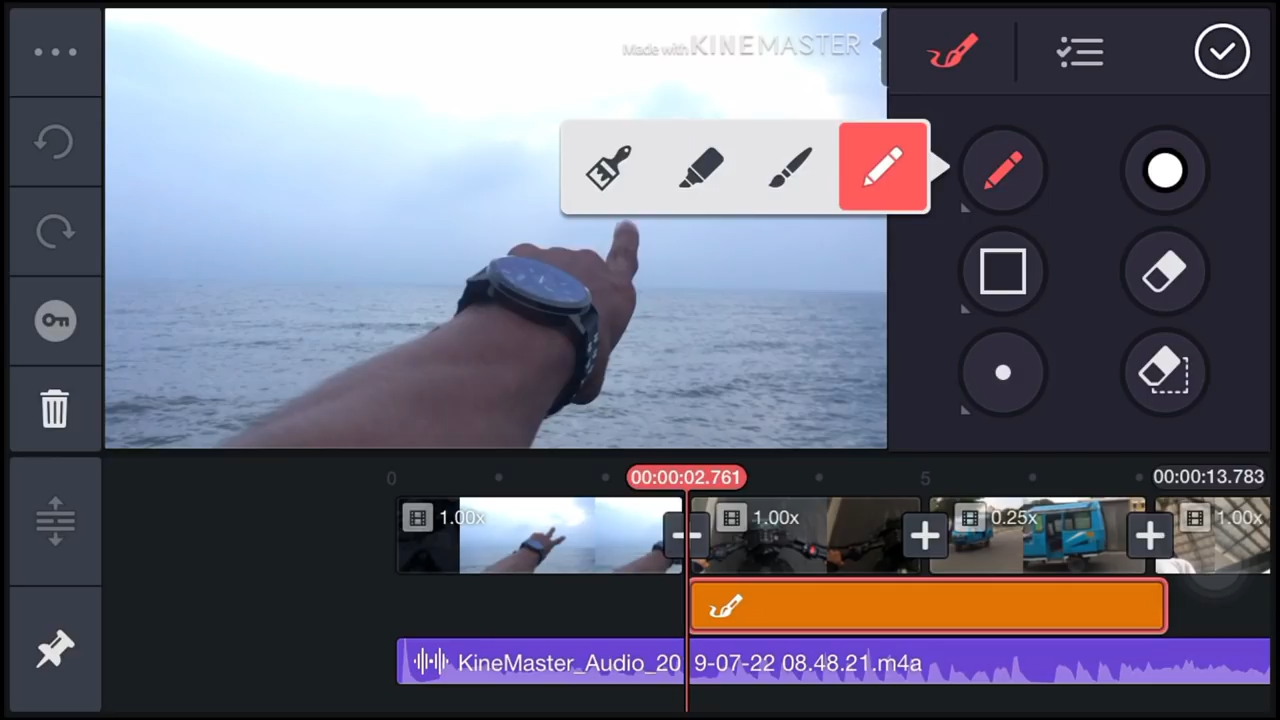 Made with KINEMASTER
0
00:00:02.761
5
00:00:13.783
1.00x
1.00x
0.25x
1.00x
KineMaster_Audio_20 9-07-22 08.48.21.m4a